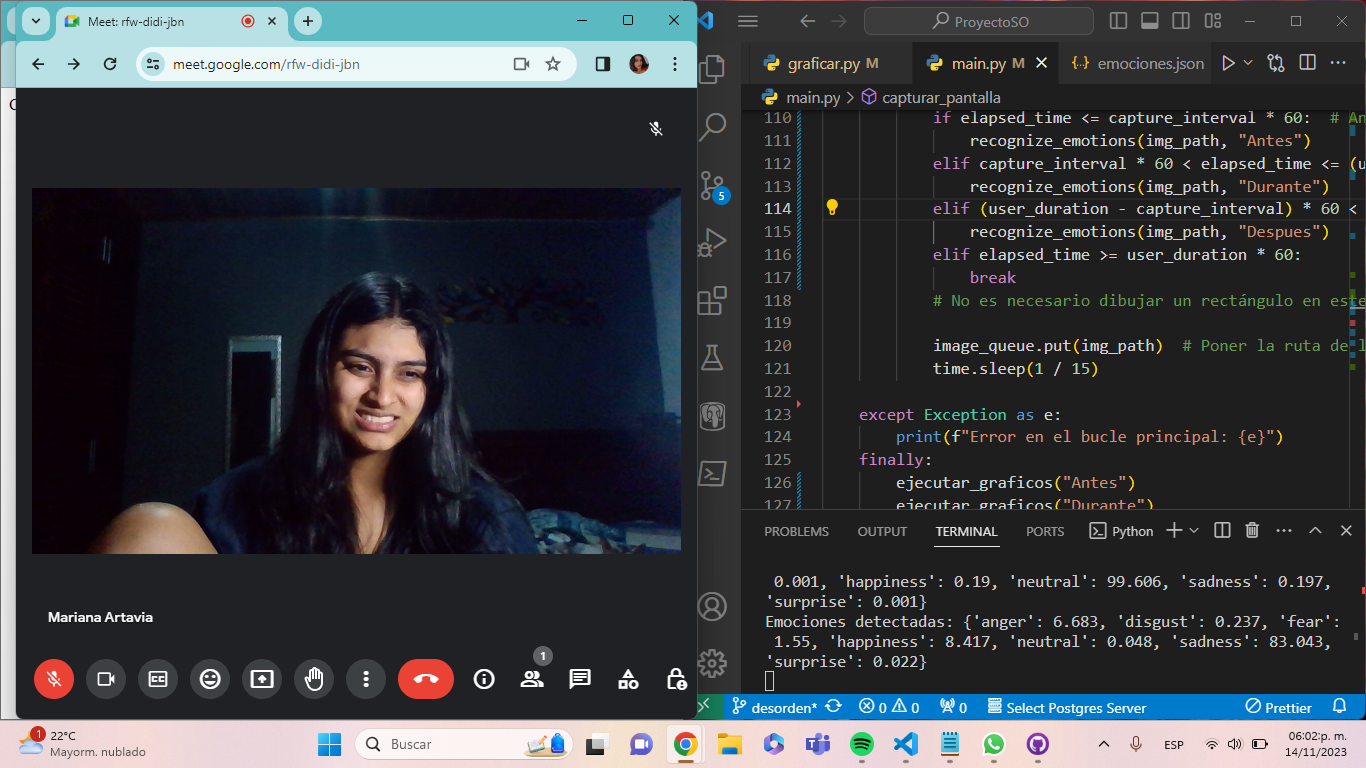 Meet: rfw-didi-jbn
meet.google.com/rfw-didi-jbn
Mariana Artavia
CC
1
ProyectoSO
graficar.py M
main.py M
{..} emociones.json
main.py > capturar_pantalla
110 if elapsed_time <= capture_interval * 60: # An
111 recognize_emotions(img_path, "Antes")
112 elif capture_interval * 60 < elapsed_time <= (u
113 recognize_emotions(img_path, "Durante")
114 elif (user_duration - capture_interval) * 60 <
115 recognize_emotions(img_path, "Despues")
116 elif elapsed_time >= user_duration * 60:
117 break
118 # No es necesario dibujar un rectángulo en este
119
120 image_queue.put(img_path) # Poner la ruta de l
121 time.sleep(1 / 15)
122
123 except Exception as e:
124 print(f"Error en el bucle principal: {e}")
125 finally:
126 ejecutar_graficos("Antes")
127 ejecutar_graficos("Durante")
5
PROBLEMS OUTPUT TERMINAL PORTS Python
0.001, 'happiness': 0.19, 'neutral': 99.606, 'sadness': 0.197,
'surprise': 0.001}
Emociones detectadas: {'anger': 6.683, 'disgust': 0.237, 'fear':
1.55, 'happiness': 8.417, 'neutral': 0.048, 'sadness': 83.043,
'surprise': 0.022}
desorden* 0 0 0 Select Postgres Server Prettier
1
22°C
Mayorm. nublado
Buscar
ESP
06:02:p. m.
14/11/2023